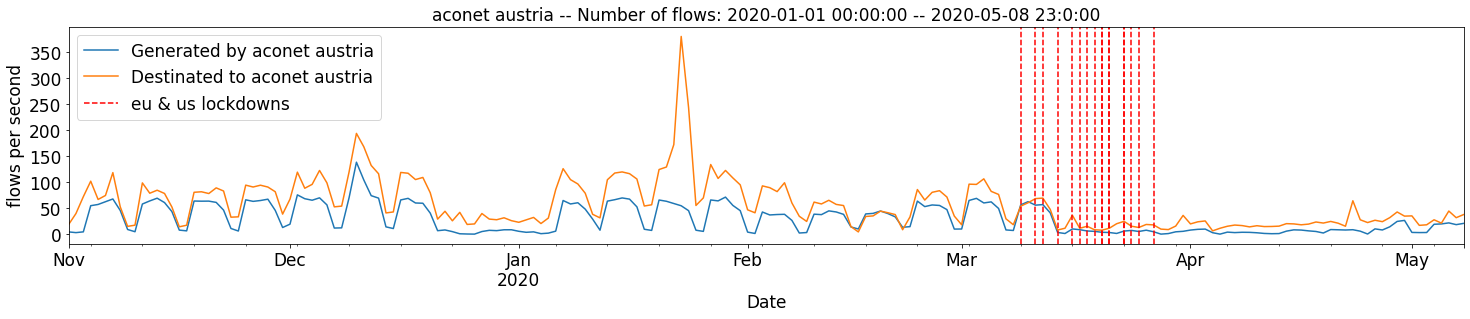 aconet austria -- Number of flows: 2020-01-01 00:00:00 -- 2020-05-08 23:0:00
flows per second
350
300
250
200
150
100
50
0
Generated by aconet austria
Destinated to aconet austria
eu & us lockdowns
Nov Dec Jan Feb Mar Apr May
2020
Date